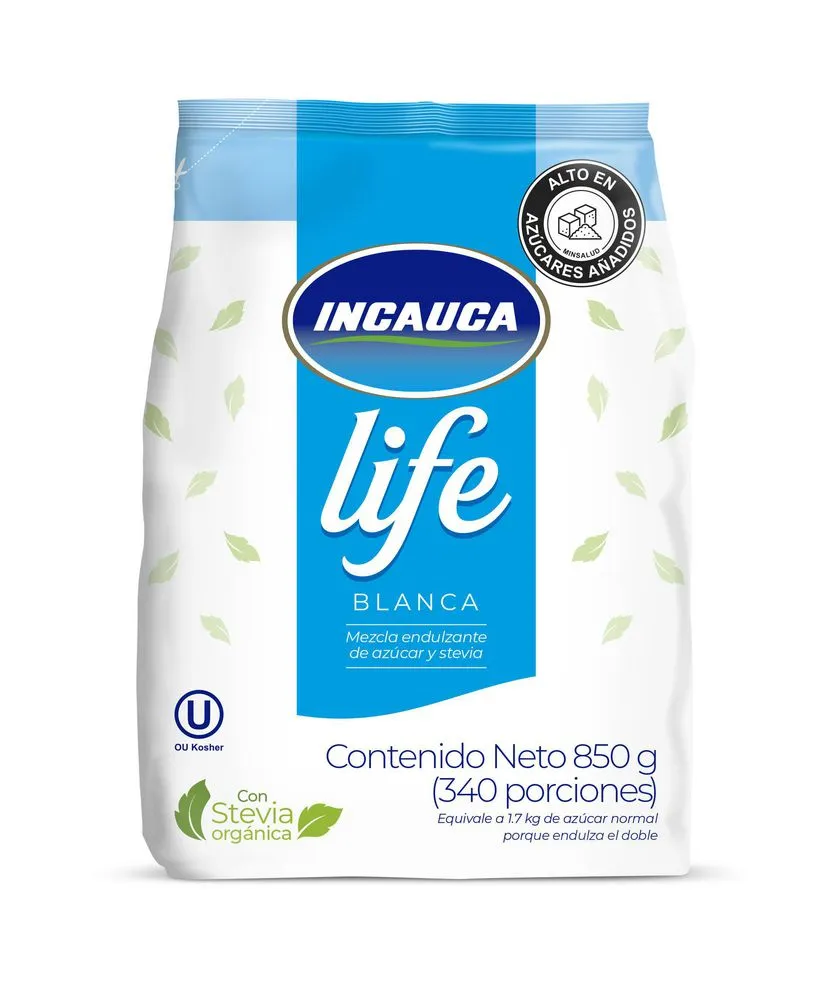 ALTO EN
AZÚCARES AÑADIDOS
MINSALUD
INCAUCA
life
BLANCA
Mezcla endulzante
de azúcar y stevia
U
OU Kosher
Con
Stevia
orgánica
Contenido Neto 850 g
(340 porciones)
Equivale a 1.7 kg de azúcar normal
porque endulza el doble